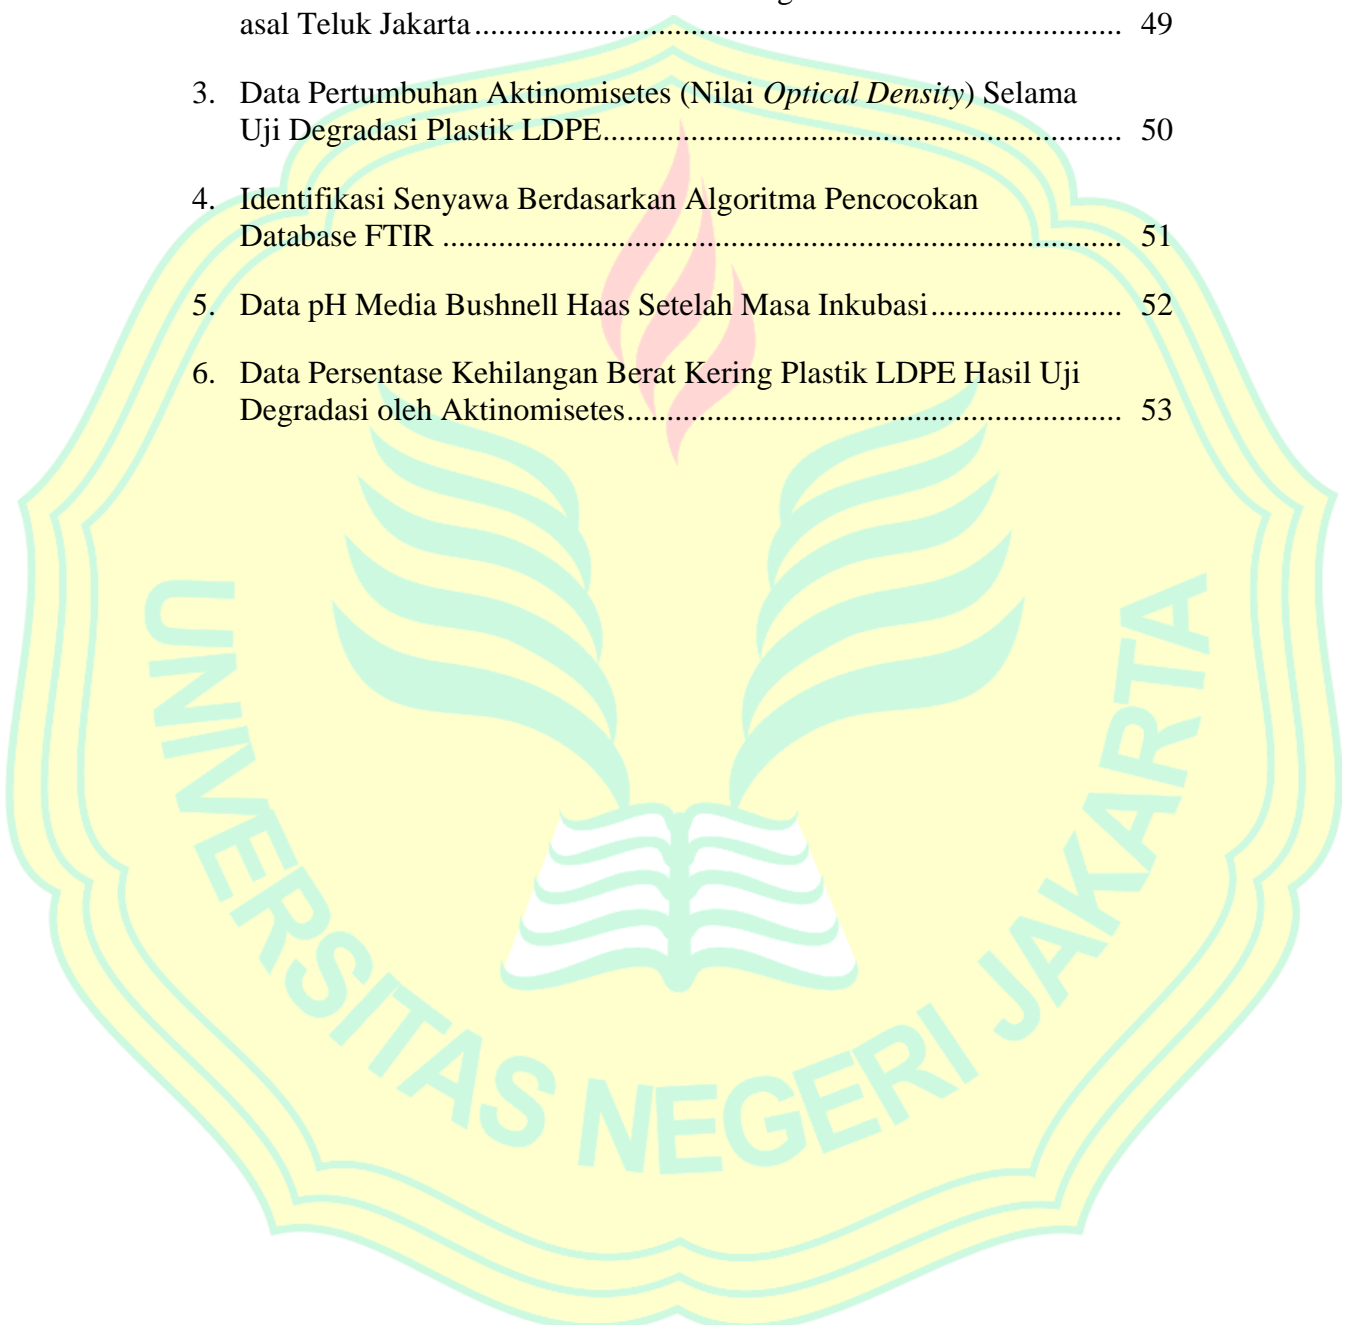 asal Teluk Jakarta ................................................................................. 49
3. Data Pertumbuhan Aktinomisetes (Nilai Optical Density) Selama
Uji Degradasi Plastik LDPE................................................................. 50
4. Identifikasi Senyawa Berdasarkan Algoritma Pencocokan
Database FTIR ..................................................................................... 51
5. Data pH Media Bushnell Haas Setelah Masa Inkubasi........................ 52
6. Data Persentase Kehilangan Berat Kering Plastik LDPE Hasil Uji
Degradasi oleh Aktinomisetes.............................................................. 53
UNIVERSITAS NEGERI JAKARTA